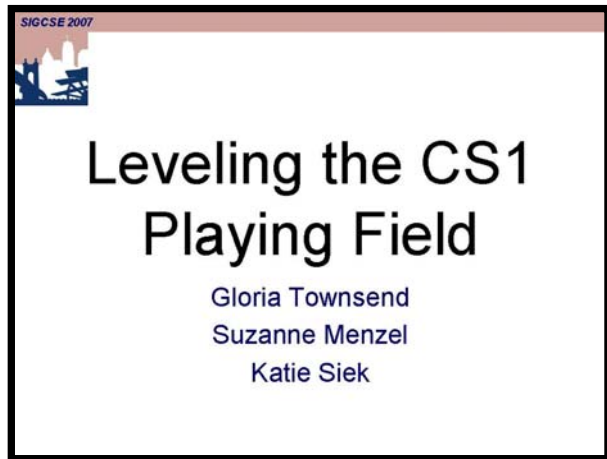 SIGCSE 2007
Leveling the CS1
Playing Field
Gloria Townsend
Suzanne Menzel
Katie Siek